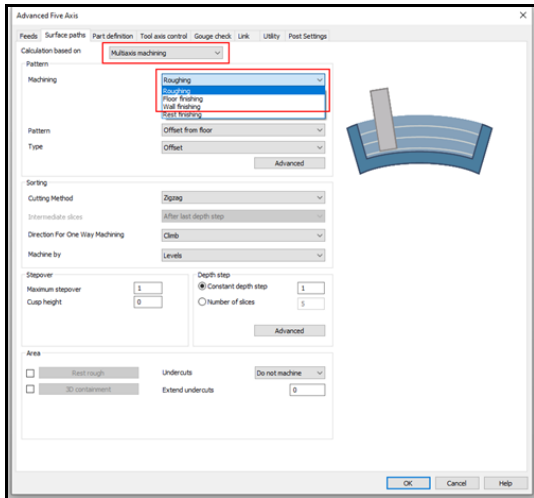 Advanced Five Axis
Feeds Surface paths Part definition Tool axis control Gouge check Link Utility Post Settings
Calculation based on Multiaxis machining
Pattern
Machining Roughing
Roughing
Floor finishing
Wall finishing
Rest finishing
Pattern Offset from floor
Type Offset
Advanced
Sorting
Cutting Method Zigzag
Intermediate slices After last depth step
Direction For One Way Machining Climb
Machine by Levels
Stepover Depth step
Maximum stepover 1 Constant depth step 1
Cusp height 0 Number of slices 5
Advanced
Area
Rest rough Undercuts Do not machine
3D containment Extend undercuts 0
OK Cancel Help